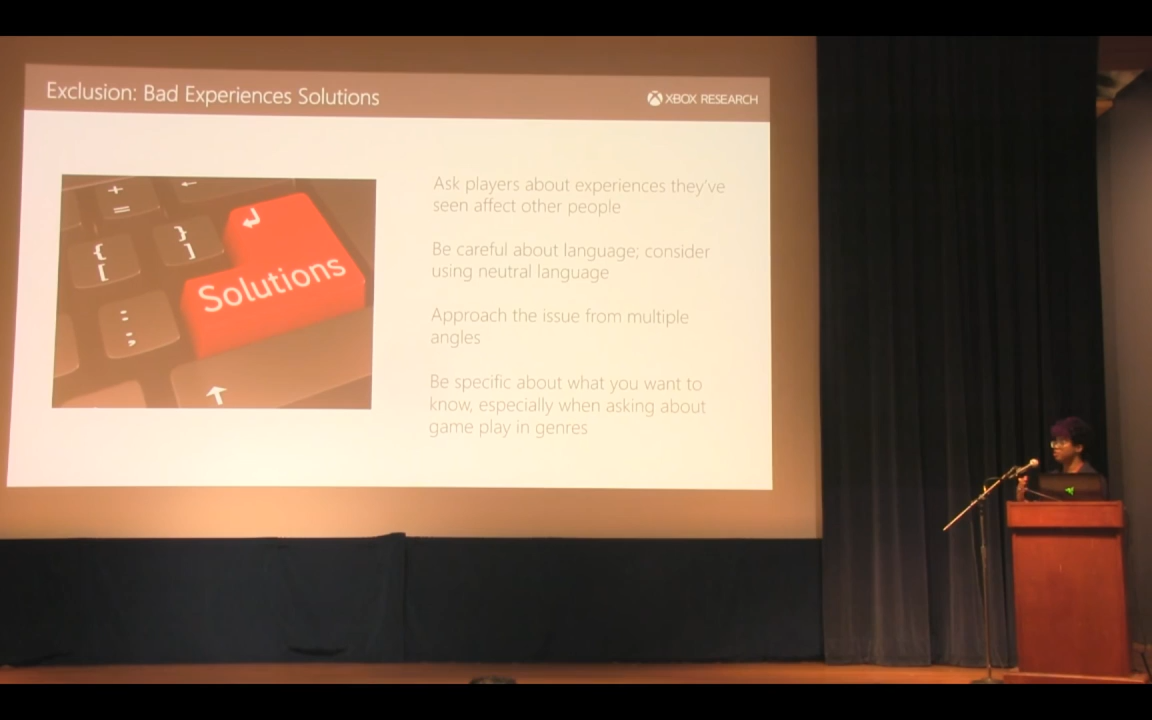 Exclusion: Bad Experiences Solutions
XBOX RESEARCH
+
=
{
[
}
]
:
;
Solutions
Ask players about experiences they've
seen affect other people
Be careful about language; consider
using neutral language
Approach the issue from multiple
angles
Be specific about what you want to
know, especially when asking about
game play in genres